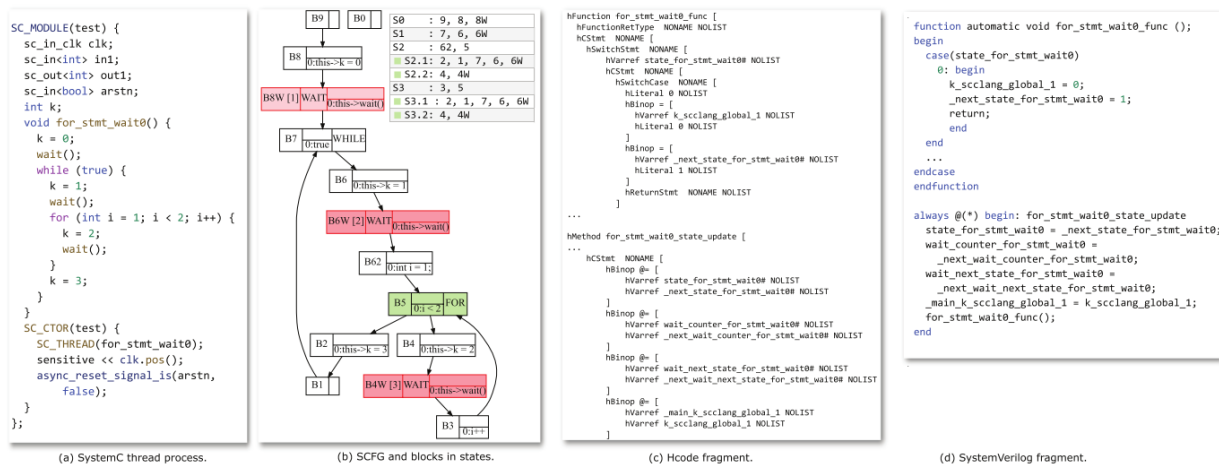 SC_MODULE(test) {
sc_in_clk clk;
sc_in<int> in1;
sc_out<int> out1;
sc_in<bool> arstn;
int k;
void for_stmt_wait0() {
k = 0;
wait();
while (true) {
k = 1;
wait();
for (int i = 1; i < 2; i++) {
k = 2;
wait();
}
k = 3;
}
}
SC_CTOR(test) {
SC_THREAD(for_stmt_wait0);
sensitive << clk.pos();
async_reset_signal_is(arstn,
false);
}
};
(a) SystemC thread process.
B9
B0
B8
0:this->k = 0
B8W [1] WAIT 0:this->wait()
B7 WHILE
0:true
B6
0:this->k = 1
B6W [2] WAIT 0:this->wait()
B62
0:int i = 1;
B5 FOR
0:i < 2
B2
0:this->k = 3
B4
0:this->k = 2
B1
B4W [3] WAIT 0:this->wait()
B3
0:i++
S0 : 9, 8, 8W
S1 : 7, 6, 6W
S2 : 62, 5
S2.1: 2, 1, 7, 6, 6W
S2.2: 4, 4W
S3 : 3, 5
S3.1 : 2, 1, 7, 6, 6W
S3.2: 4, 4W
(b) SCFG and blocks in states.
hFunction for_stmt_wait0_func [
hFunctionRetType NONAME NOLIST
hCStmt NONAME [
hSwitchStmt NONAME [
hVarref state_for_stmt_wait0# NOLIST
hCStmt NONAME [
hSwitchCase NONAME [
hLiteral 0 NOLIST
hBinop = [
hVarref k_scclang_global_1 NOLIST
hLiteral 0 NOLIST
]
hBinop = [
hVarref _next_state_for_stmt_wait0# NOLIST
hLiteral 1 NOLIST
]
hReturnStmt NONAME NOLIST
]
...
hMethod for_stmt_wait0_state_update [
...
hCStmt NONAME [
hBinop @= [
hVarref state_for_stmt_wait0# NOLIST
hVarref _next_state_for_stmt_wait0# NOLIST
]
hBinop @= [
hVarref wait_counter_for_stmt_wait0# NOLIST
hVarref _next_wait_counter_for_stmt_wait0# NOLIST
]
hBinop @= [
hVarref wait_next_state_for_stmt_wait0# NOLIST
hVarref _next_wait_next_state_for_stmt_wait0# NOLIST
]
hBinop @= [
hVarref _main_k_scclang_global_1 NOLIST
hVarref k_scclang_global_1 NOLIST
]
(c) Hcode fragment.
function automatic void for_stmt_wait0_func ();
begin
case(state_for_stmt_wait0)
0: begin
k_scclang_global_1 = 0;
_next_state_for_stmt_wait0 = 1;
return;
end
end
...
endcase
endfunction
always @(*) begin: for_stmt_wait0_state_update
state_for_stmt_wait0 = _next_state_for_stmt_wait0;
wait_counter_for_stmt_wait0 =
_next_wait_counter_for_stmt_wait0;
wait_next_state_for_stmt_wait0 =
_next_wait_next_state_for_stmt_wait0;
_main_k_scclang_global_1 = k_scclang_global_1;
for_stmt_wait0_func();
end
(d) SystemVerilog fragment.